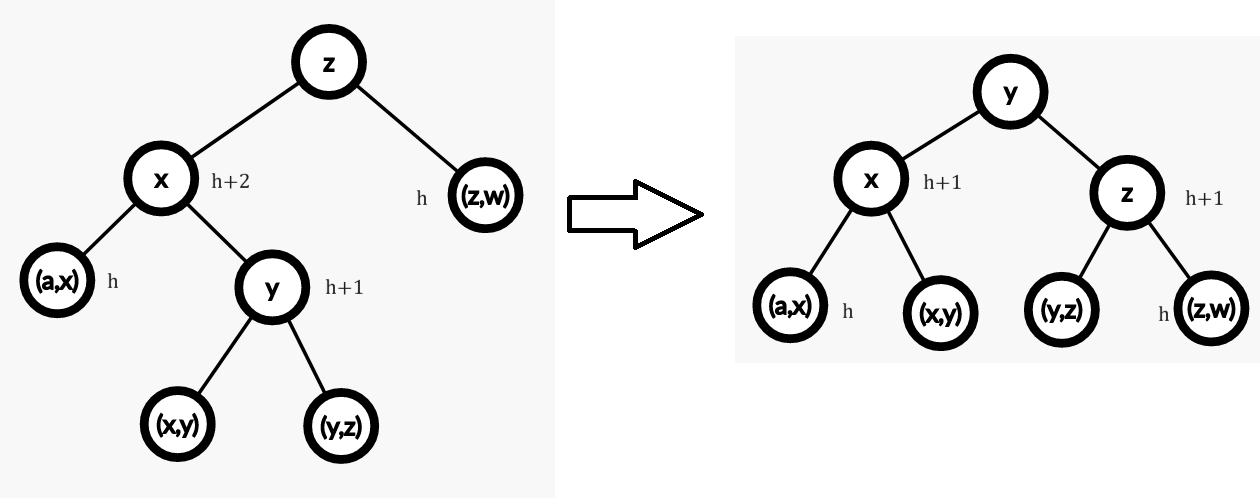 z
x
h+2
h
(z,w)
(a,x)
h
y
h+1
(x,y)
(y,z)
y
x
h+1
z
h+1
(a,x)
h
(x,y)
(y,z)
h
(z,w)